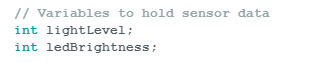 // Variables to hold sensor data
int lightLevel;
int ledBrightness;